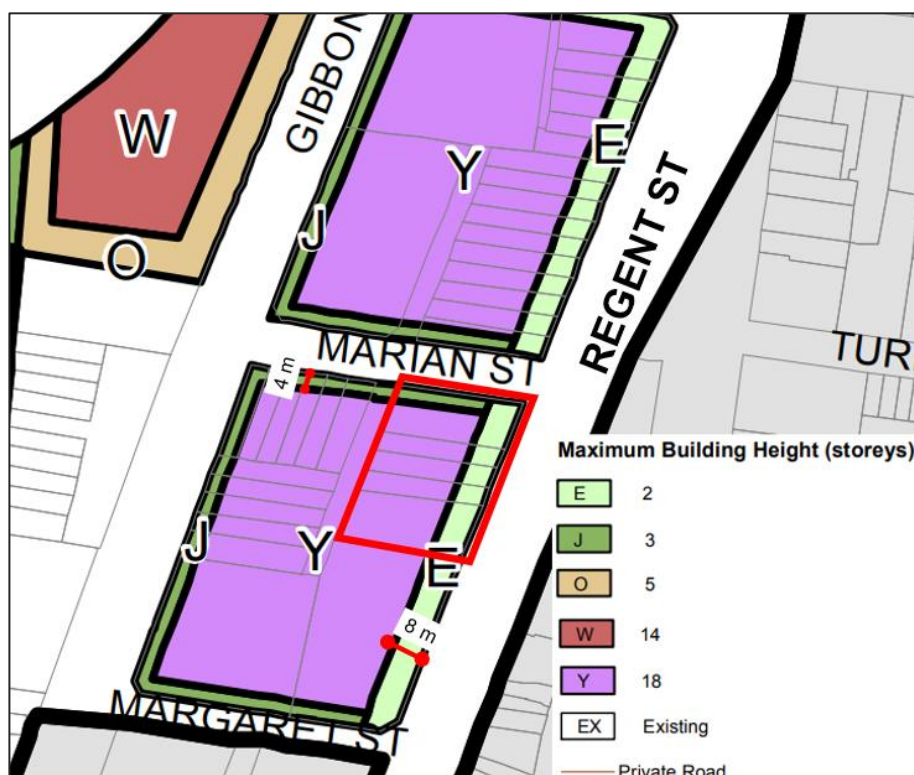 GIBBON
W
Y
E
J
O
REGENT ST
MARIAN ST
TUR
4 m
J
Y
E
8 m
MARGARET ST
Maximum Building Height (storeys)
E 2
J 3
O 5
W 14
Y 18
EX Existing
Private Road